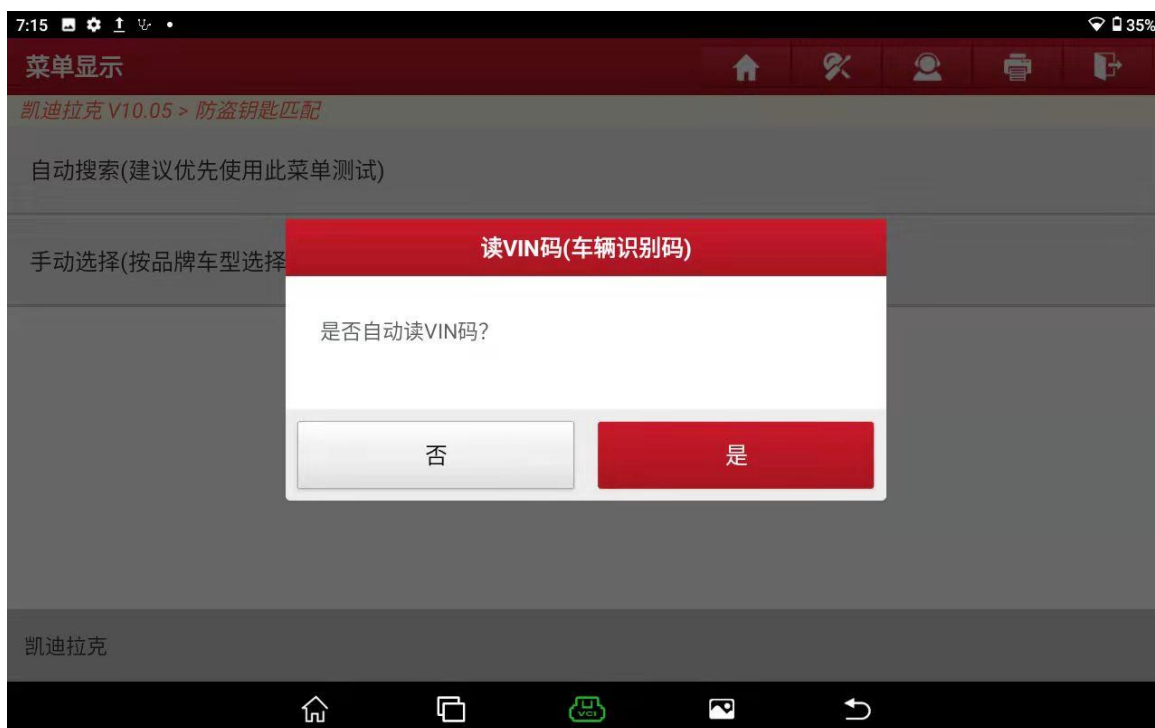 7:15
35%
菜单显示
凯迪拉克 V10.05 > 防盗钥匙匹配
自动搜索(建议优先使用此菜单测试)
手动选择(按品牌车型选择
读VIN码(车辆识别码)
是否自动读VIN码?
否
是
凯迪拉克
VCI